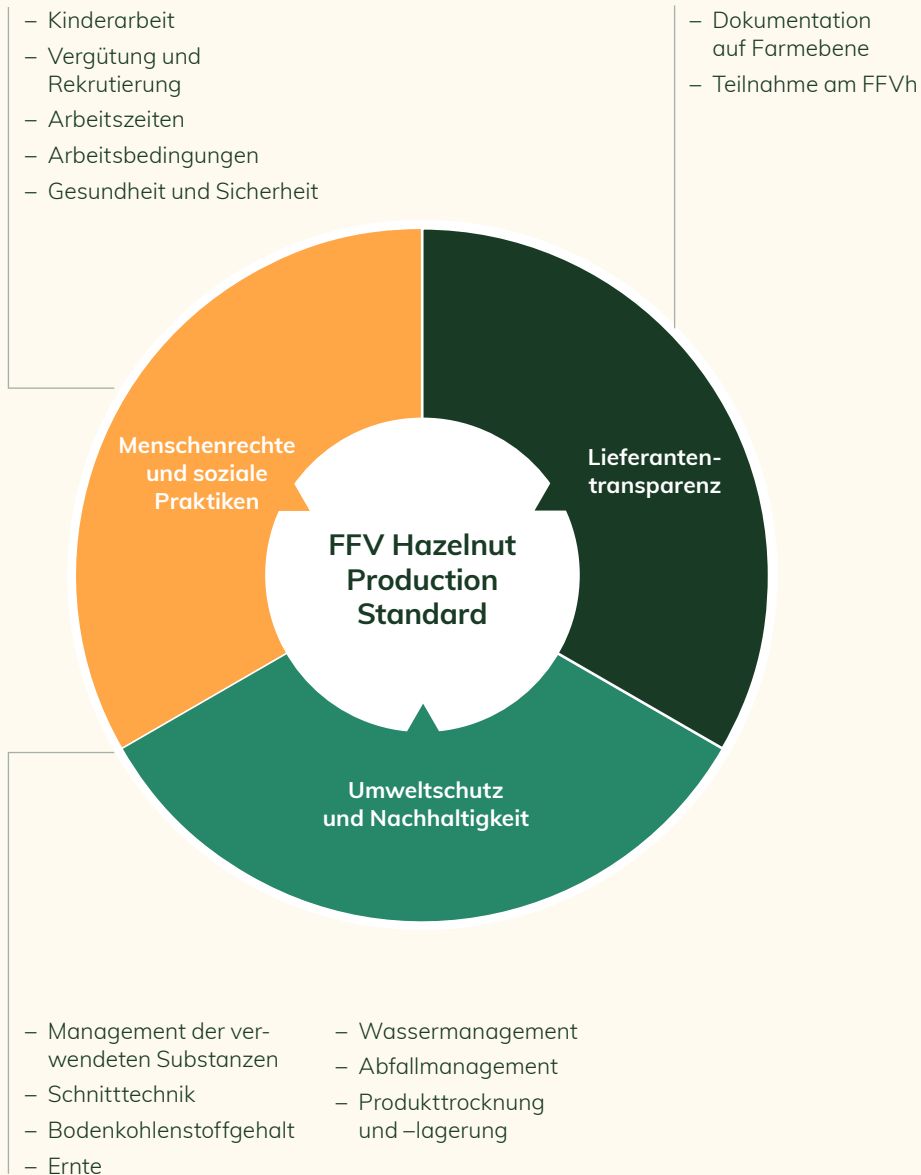 – Kinderarbeit
– Vergütung und
Rekrutierung
– Arbeitszeiten
– Arbeitsbedingungen
– Gesundheit und Sicherheit
– Dokumentation
auf Farmebene
– Teilnahme am FFVh
Menschenrechte
und soziale
Praktiken
Lieferanten-
transparenz
FFV Hazelnut
Production
Standard
Umweltschutz
und Nachhaltigkeit
– Management der ver-
wendeten Substanzen
– Schnitttechnik
– Bodenkohlenstoffgehalt
– Ernte
– Wassermanagement
– Abfallmanagement
– Produkttrocknung
und –lagerung